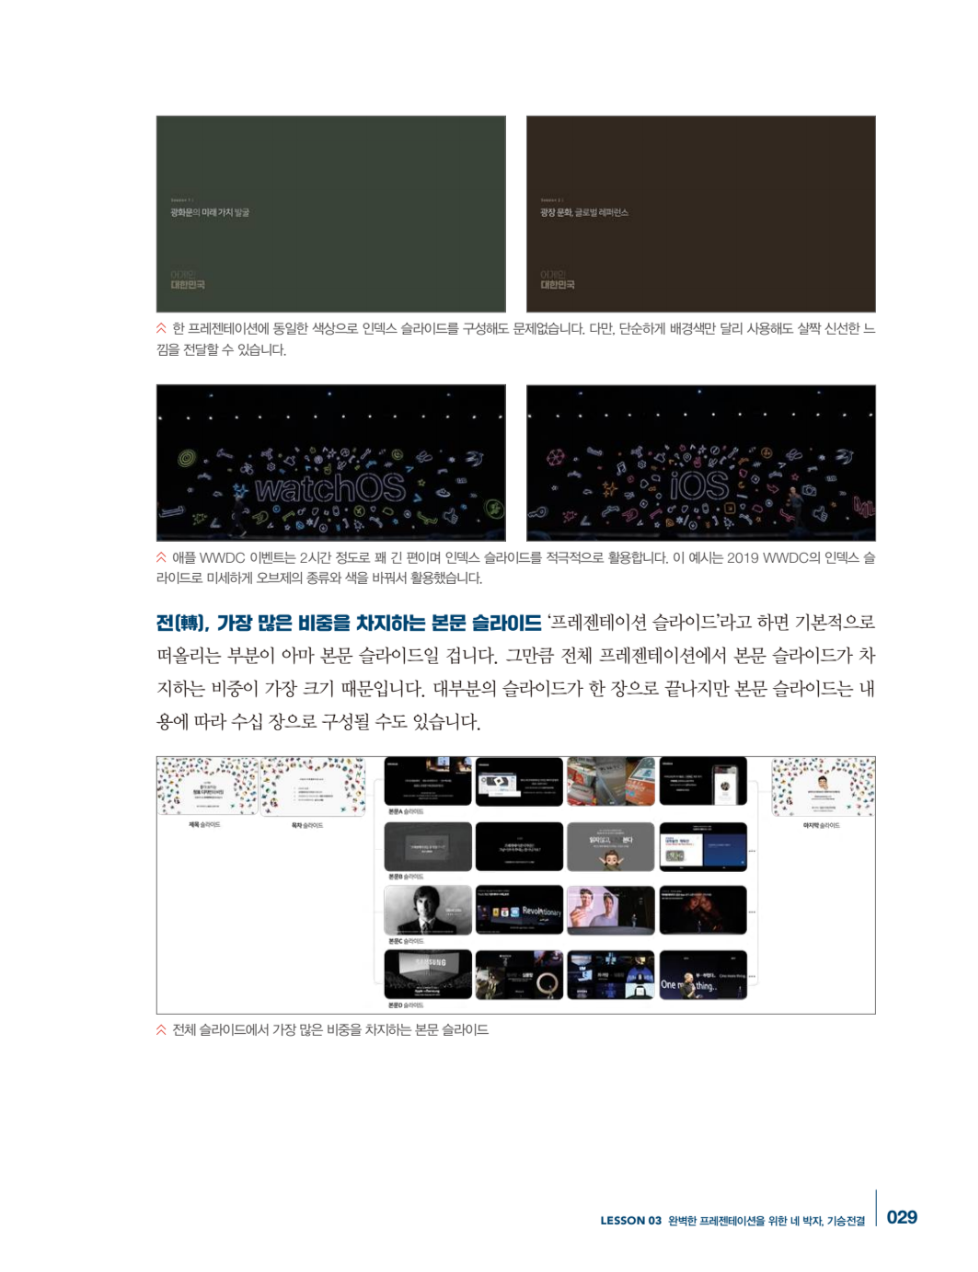 Session 1 |
광화문의 미래 가치 발굴
이게인
대한민국
광장 문화, 글로벌 레퍼런스
이게인
대한민국
한 프레젠테이션에 동일한 색상으로 인덱스 슬라이드를 구성해도 문제없습니다. 다만, 단순하게 배경색만 달리 사용해도 살짝 신선한 느
낌을 전달할 수 있습니다.
watchOS
iOS
애플 WWDC 이벤트는 2시간 정도로 꽤 긴 편이며 인덱스 슬라이드를 적극적으로 활용합니다. 이 예시는 2019 WWDC의 인덱스 슬
라이드로 미세하게 오브제의 종류와 색을 바꿔서 활용했습니다.
전(轉), 가장 많은 비중을 차지하는 본문 슬라이드 ‘프레젠테이션 슬라이드’라고 하면 기본적으로
떠올리는 부분이 아마 본문 슬라이드일 겁니다. 그만큼 전체 프레젠테이션에서 본문 슬라이드가 차
지하는 비중이 가장 크기 때문입니다. 대부분의 슬라이드가 한 장으로 끝나지만 본문 슬라이드는 내
용에 따라 수십 장으로 구성될 수도 있습니다.
제목 슬라이드
목차 슬라이드
본문A 슬라이드
마지막 슬라이드
본문B 슬라이드
Revolutionary
본문C 슬라이드
SAMSUNG
One more thing..
본문D 슬라이드
전체 슬라이드에서 가장 많은 비중을 차지하는 본문 슬라이드
LESSON 03 완벽한 프레젠테이션을 위한 네 박자, 기승전결
029